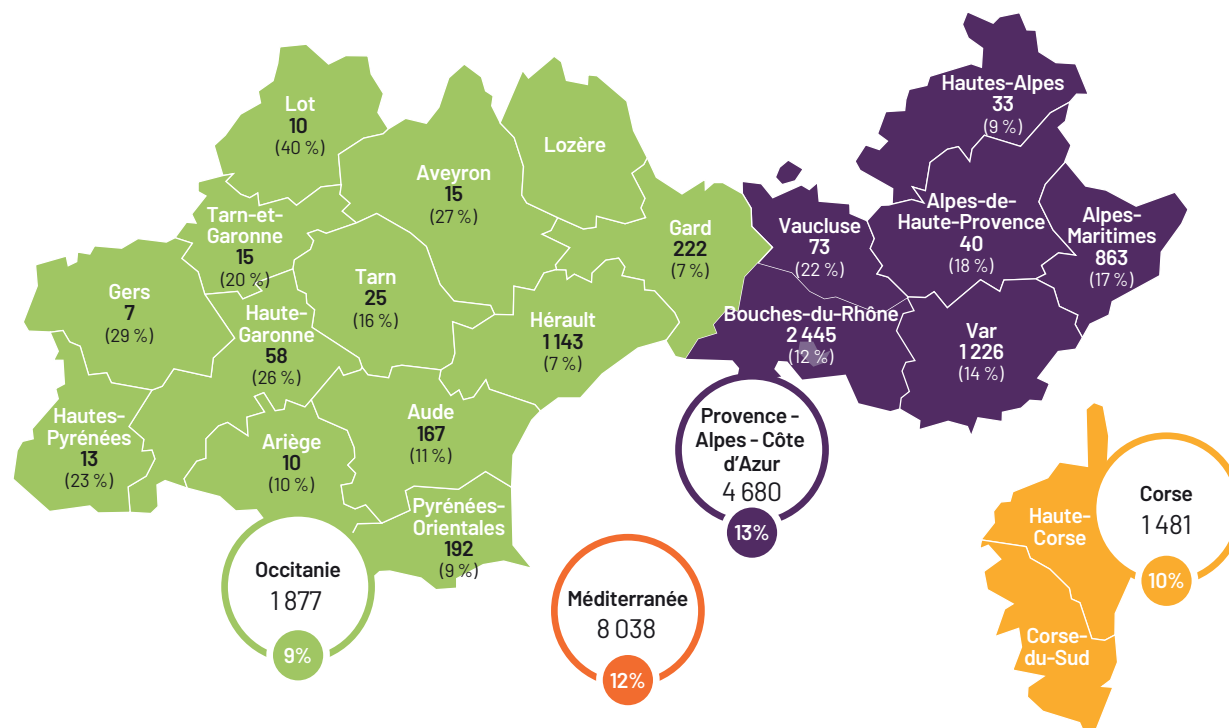 Lot
10
(40 %)
Aveyron
15
(27 %)
Lozère
Tarn-et-
Garonne
15
(20 %)
Gers
7
(29 %)
Haute-
Garonne
58
(26 %)
Tarn
25
(16 %)
Hérault
1 143
(7 %)
Gard
222
(7 %)
Hautes-
Pyrénées
13
(23 %)
Ariège
10
(10 %)
Aude
167
(11 %)
Pyrénées-
Orientales
192
(9 %)
Occitanie
1 877
9%
Hautes-Alpes
33
(9 %)
Vaucluse
73
(22 %)
Alpes-de-
Haute-Provence
40
(18 %)
Alpes-
Maritimes
863
(17 %)
Bouches-du-Rhône
2 445
(12 %)
Var
1 226
(14 %)
Provence -
Alpes - Côte
d'Azur
4 680
13%
Méditerranée
8 038
12%
Haute-
Corse
Corse-
du-Sud
Corse
1 481
10%